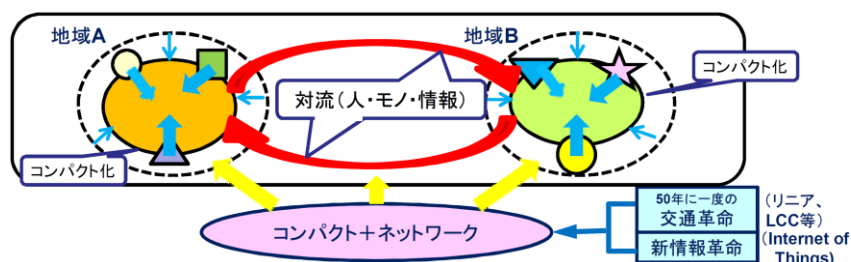 地域A
地域B
コンパクト化
対流(人・モノ・情報)
コンパクト化
コンパクト+ネットワーク
50年に一度の
交通革命
新情報革命
(リニア、
LCC等)
(Internet of
Things)